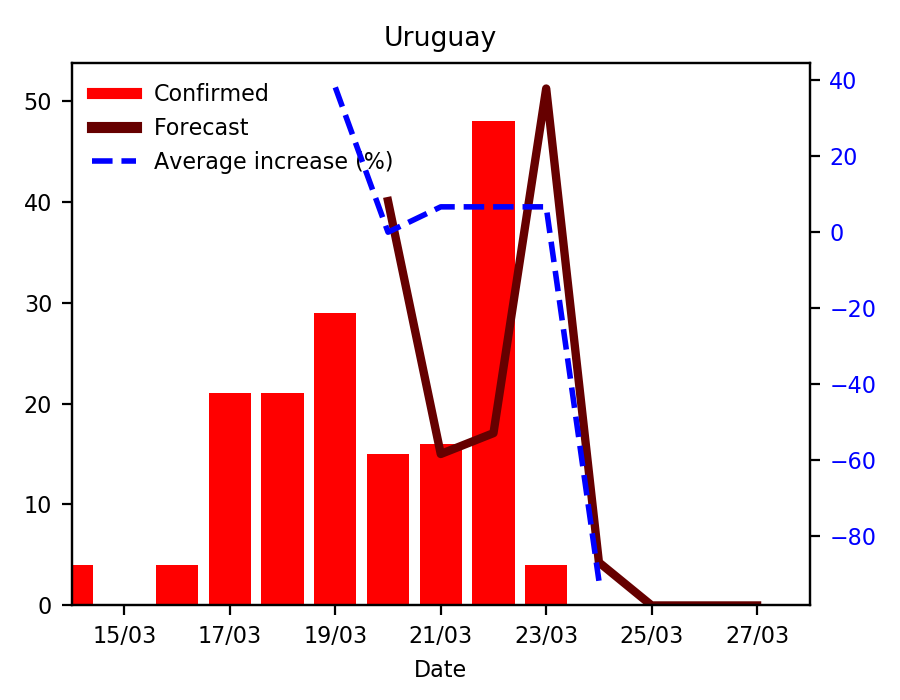 Uruguay
Confirmed
Forecast
Average increase (%)
50
40
30
20
10
0
40
20
0
−20
−40
−60
−80
15/03 17/03 19/03 21/03 23/03 25/03 27/03
Date